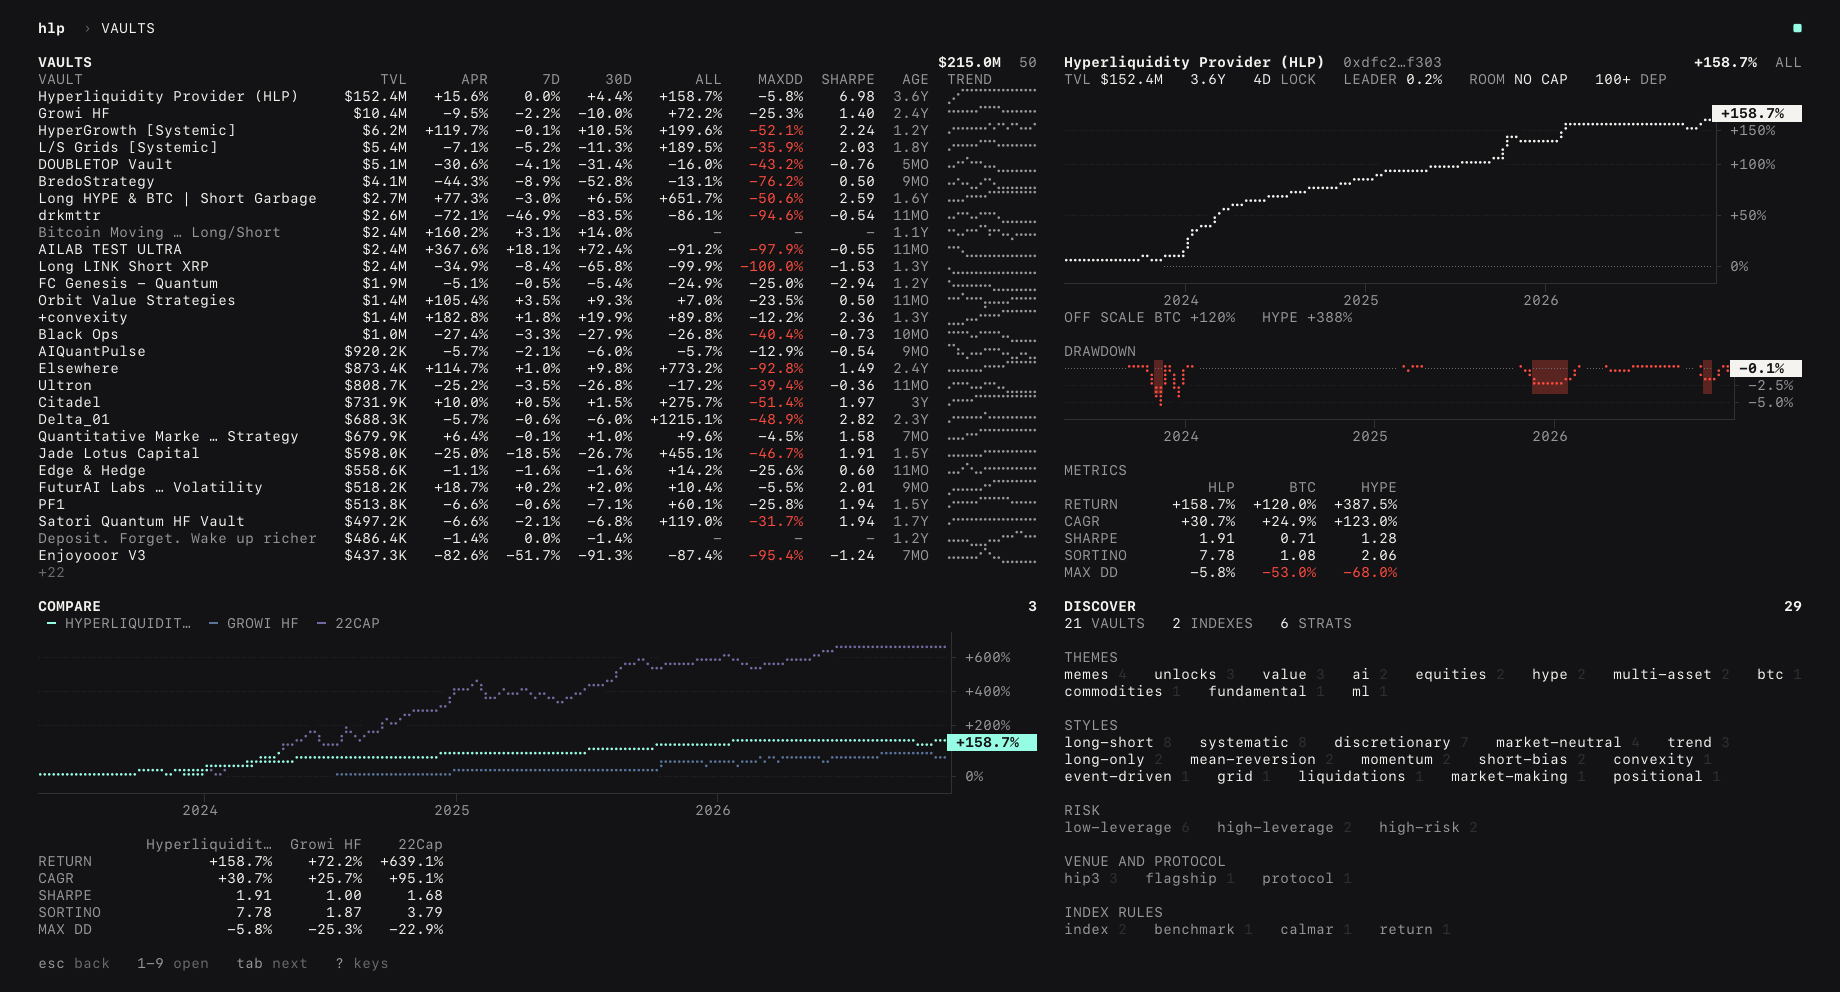 hlp › VAULTS
VAULTS $215.0M 50
VAULT TVL APR 7D 30D ALL MAXDD SHARPE AGE TREND
Hyperliquidity Provider (HLP) $152.4M +15.6% 0.0% +4.4% +158.7% −5.8% 6.98 3.6Y
Growi HF $10.4M −9.5% −2.2% −10.0% +72.2% −25.3% 1.40 2.4Y
HyperGrowth [Systemic] $6.2M +119.7% −0.1% +10.5% +199.6% −52.1% 2.24 1.2Y
L/S Grids [Systemic] $5.4M −7.1% −5.2% −11.3% +189.5% −35.9% 2.03 1.8Y
DOUBLETOP Vault $5.1M −30.6% −4.1% −31.4% −16.0% −43.2% −0.76 5MO
BredoStrategy $4.1M −44.3% −8.9% −52.8% −13.1% −76.2% 0.50 9MO
Long HYPE & BTC | Short Garbage $2.7M +77.3% −3.0% +6.5% +651.7% −50.6% 2.59 1.6Y
drkmttr $2.6M −72.1% −46.9% −83.5% −86.1% −94.6% −0.54 11MO
Bitcoin Moving … Long/Short $2.4M +160.2% +3.1% +14.0% − − − 1.1Y
AILAB TEST ULTRA $2.4M +367.6% +18.1% +72.4% −91.2% −97.9% −0.55 11MO
Long LINK Short XRP $2.4M −34.9% −8.4% −65.8% −99.9% −100.0% −1.53 1.3Y
FC Genesis − Quantum $1.9M −5.1% −0.5% −5.4% −24.9% −25.0% −2.94 1.2Y
Orbit Value Strategies $1.4M +105.4% +3.5% +9.3% +7.0% −23.5% 0.50 11MO
+convexity $1.4M +182.8% +1.8% +19.9% +89.8% −12.2% 2.36 1.3Y
Black Ops $1.0M −27.4% −3.3% −27.9% −26.8% −40.4% −0.73 10MO
AIQuantPulse $920.2K −5.7% −2.1% −6.0% −5.7% −12.9% −0.54 9MO
Elsewhere $873.4K +114.7% +1.0% +9.8% +773.2% −92.8% 1.49 2.4Y
Ultron $808.7K −25.2% −3.5% −26.8% −17.2% −39.4% −0.36 11MO
Citadel $731.9K +10.0% +0.5% +1.5% +275.7% −51.4% 1.97 3Y
Delta_01 $688.3K −5.7% −0.6% −6.0% +1215.1% −48.9% 2.82 2.3Y
Quantitative Marke … Strategy $679.9K +6.4% −0.1% +1.0% +9.6% −4.5% 1.58 7MO
Jade Lotus Capital $598.0K −25.0% −18.5% −26.7% +455.1% −46.7% 1.91 1.5Y
Edge & Hedge $558.6K −1.1% −1.6% −1.6% +14.2% −25.6% 0.60 11MO
FuturAI Labs … Volatility $518.2K +18.7% +0.2% +2.0% +10.4% −5.5% 2.01 9MO
PF1 $513.8K −6.6% −0.6% −7.1% +60.1% −25.8% 1.94 1.5Y
Satori Quantum HF Vault $497.2K −6.6% −2.1% −6.8% +119.0% −31.7% 1.94 1.7Y
Deposit. Forget. Wake up richer $486.4K −1.4% 0.0% −1.4% − − − 1.2Y
Enjoyooor V3 $437.3K −82.6% −51.7% −91.3% −87.4% −95.4% −1.24 7MO
+22
Hyperliquidity Provider (HLP) 0xdfc2…f303 +158.7% ALL
TVL $152.4M 3.6Y 4D LOCK LEADER 0.2% ROOM NO CAP 100+ DEP
+158.7%
+150%
+100%
+50%
0%
2024 2025 2026
OFF SCALE BTC +120% HYPE +388%
DRAWDOWN
−0.1%
−2.5%
−5.0%
2024 2025 2026
METRICS
HLP BTC HYPE
RETURN +158.7% +120.0% +387.5%
CAGR +30.7% +24.9% +123.0%
SHARPE 1.91 0.71 1.28
SORTINO 7.78 1.08 2.06
MAX DD −5.8% −53.0% −68.0%
COMPARE 3
HYPERLIQUIDIT… GROWI HF 22CAP
+600%
+400%
+200%
+158.7%
0%
2024 2025 2026
Hyperliquidit… Growi HF 22Cap
RETURN +158.7% +72.2% +639.1%
CAGR +30.7% +25.7% +95.1%
SHARPE 1.91 1.00 1.68
SORTINO 7.78 1.87 3.79
MAX DD −5.8% −25.3% −22.9%
DISCOVER 29
21 VAULTS 2 INDEXES 6 STRATS
THEMES
memes 4 unlocks 3 value 3 ai 2 equities 2 hype 2 multi−asset 2 btc 1
commodities 1 fundamental 1 ml 1
STYLES
long−short 8 systematic 8 discretionary 7 market−neutral 4 trend 3
long−only 2 mean−reversion 2 momentum 2 short−bias 2 convexity 1
event−driven 1 grid 1 liquidations 1 market−making 1 positional 1
RISK
low−leverage 6 high−leverage 2 high−risk 2
VENUE AND PROTOCOL
hip3 3 flagship 1 protocol 1
INDEX RULES
index 2 benchmark 1 calmar 1 return 1
esc back 1−9 open tab next ? keys